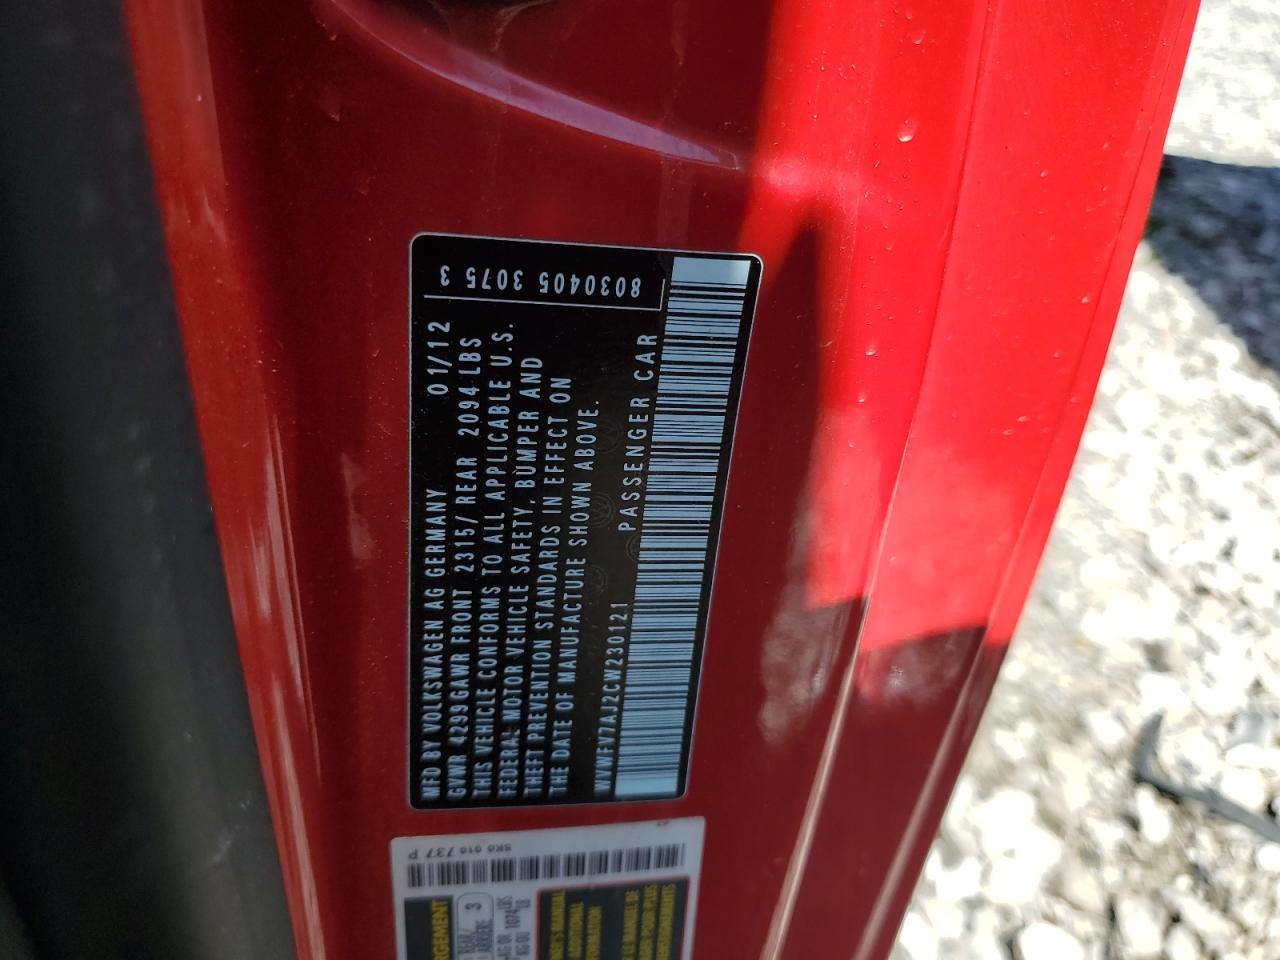 MFD BY VOLKSWAGEN AG GERMANY 01/12
GVWR 4299 GAWR FRONT 2315/ REAR 2094 LBS
THIS VEHICLE CONFORMS TO ALL APPLICABLE U.S.
FEDERAL MOTOR VEHICLE SAFETY, BUMPER AND
THEFT PREVENTION STANDARDS IN EFFECT ON
THE DATE OF MANUFACTURE SHOWN ABOVE.
WVWFV7AJ2CW230121 PASSENGER CAR
8030405 3075 3
5K0 010 737 P